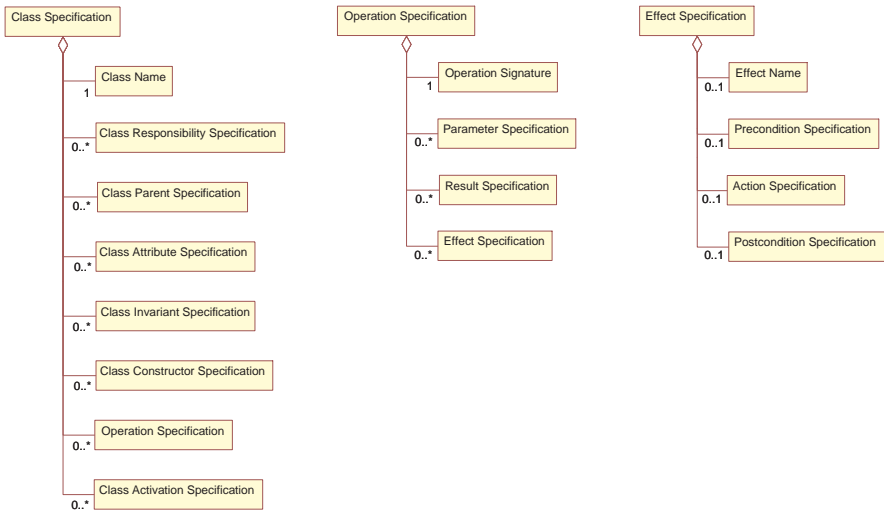 Class Specification
Class Name
1
Class Responsibility Specification
0..*
Class Parent Specification
0..*
Class Attribute Specification
0..*
Class Invariant Specification
0..*
Class Constructor Specification
0..*
Operation Specification
0..*
Class Activation Specification
0..*
Operation Specification
Operation Signature
1
Parameter Specification
0..*
Result Specification
0..*
Effect Specification
0..*
Effect Specification
Effect Name
0..1
Precondition Specification
0..1
Action Specification
0..1
Postcondition Specification
0..1